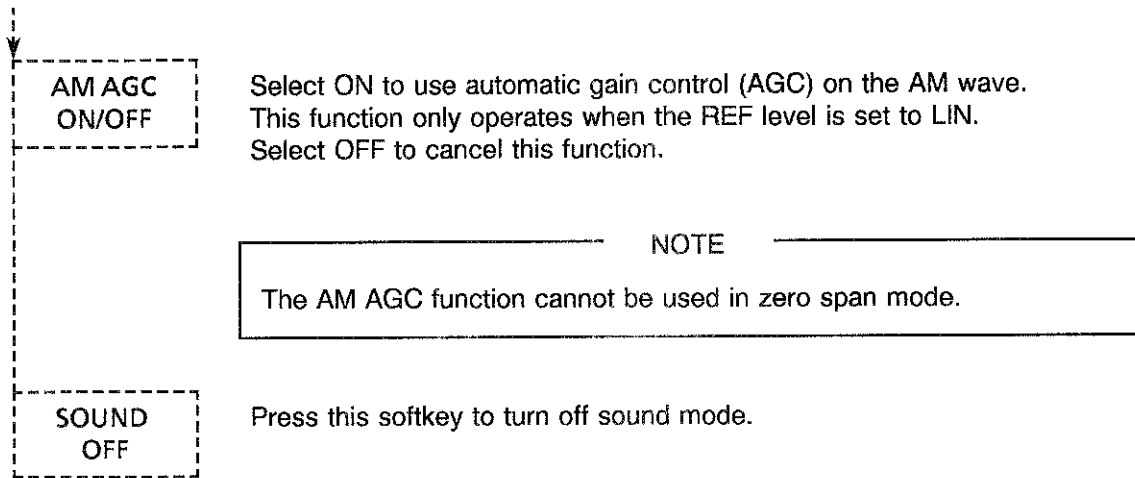 AM AGC
ON/OFF
Select ON to use automatic gain control (AGC) on the AM wave.
This function only operates when the REF level is set to LIN.
Select OFF to cancel this function.
NOTE
The AM AGC function cannot be used in zero span mode.
SOUND
OFF
Press this softkey to turn off sound mode.